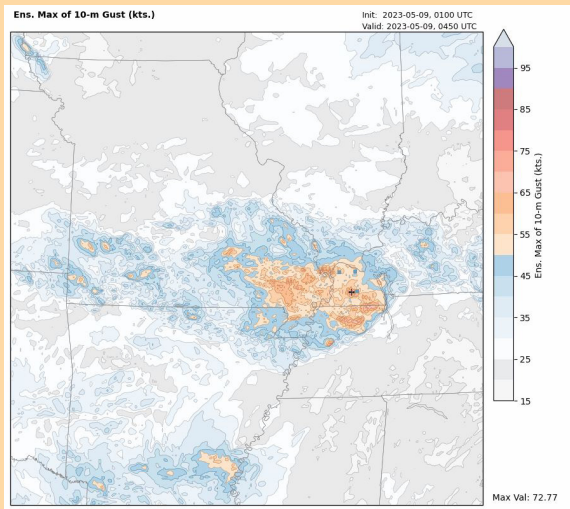 Ens. Max of 10-m Gust (kts.)
Init: 2023-05-09, 0100 UTC
Valid: 2023-05-09, 0450 UTC
95
85
75
65
55
45
35
25
15
Ens. Max of 10-m Gust (kts.)
Max Val: 72.77